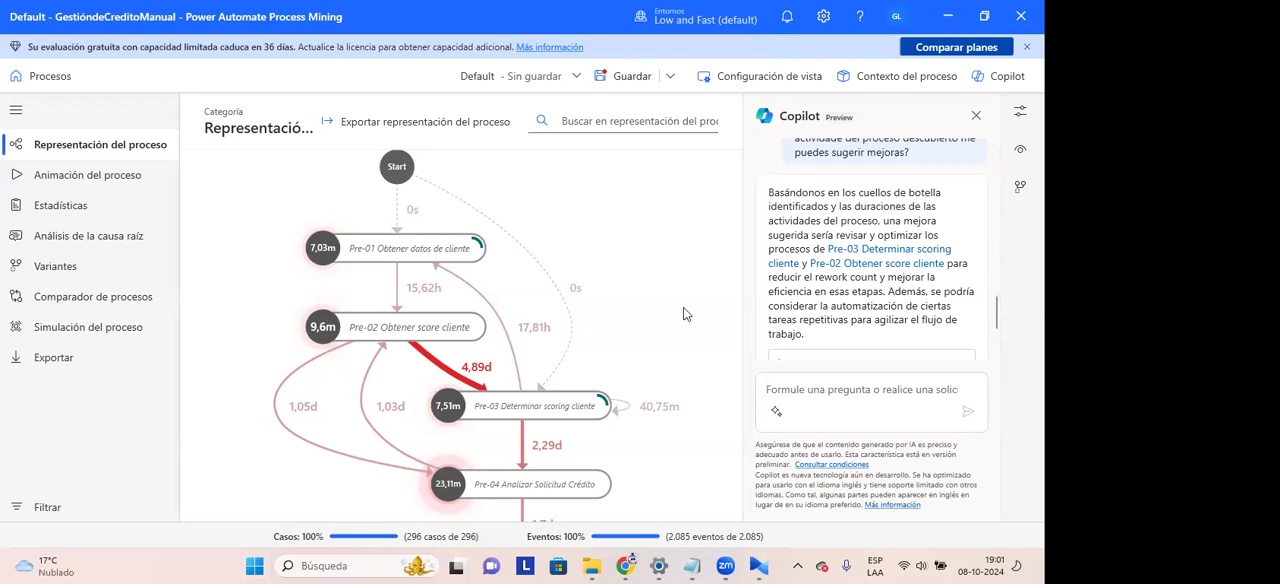 Default - GestióndeCreditoManual - Power Automate Process Mining
Entornos
Low and Fast (default)
GL
Su evaluación gratuita con capacidad limitada caduca en 36 días. Actualice la licencia para obtener capacidad adicional. Más información
Comparar planes
Procesos
Default - Sin guardar
Guardar
Configuración de vista
Contexto del proceso
Copilot
Representación del proceso
Animación del proceso
Estadísticas
Análisis de la causa raíz
Variantes
Comparador de procesos
Simulación del proceso
Exportar
Filtrar
Categoría
Representació...
Exportar representación del proceso
Buscar en representación del proc
Start
0s
7,03m Pre-01 Obtener datos de cliente
15,62h
0s
9,6m Pre-02 Obtener score cliente
17,81h
4,89d
1,05d
1,03d
7,51m Pre-03 Determinar scoring cliente
40,75m
2,29d
23,11m Pre-04 Analizar Solicitud Crédito
Casos: 100% (296 casos de 296)
Eventos: 100% (2.085 eventos de 2.085)
Copilot Preview
actividade del proceso descubierto me
puedes sugerir mejoras?
Basándonos en los cuellos de botella
identificados y las duraciones de las
actividades del proceso, una mejora
sugerida sería revisar y optimizar los
procesos de Pre-03 Determinar scoring
cliente y Pre-02 Obtener score cliente para
reducir el rework count y mejorar la
eficiencia en esas etapas. Además, se podría
considerar la automatización de ciertas
tareas repetitivas para agilizar el flujo de
trabajo.
Formule una pregunta o realice una solic
Asegúrese de que el contenido generado por IA es preciso y
adecuado antes de usarlo. Esta característica está en versión
preliminar. Consultar condiciones
Copilot es nueva tecnología aún en desarrollo. Se ha optimizado
para usarlo con el idioma inglés y tiene soporte limitado con otros
idiomas. Como tal, algunas partes pueden aparecer en inglés en
lugar de en su idioma preferido. Más información
17°C
Nublado
Búsqueda
L
zm
ESP
LAA
19:01
08-10-2024